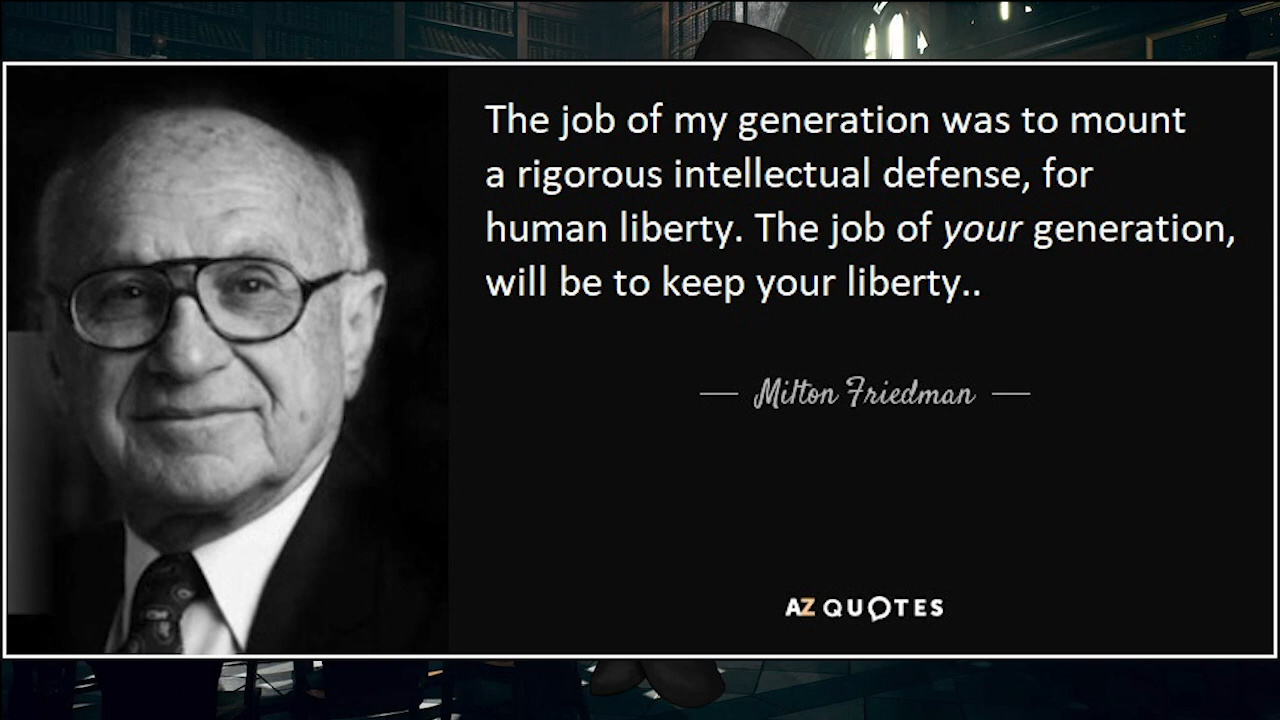 The job of my generation was to mount
a rigorous intellectual defense, for
human liberty. The job of your generation,
will be to keep your liberty..
Milton Friedman
AZ QUOTES